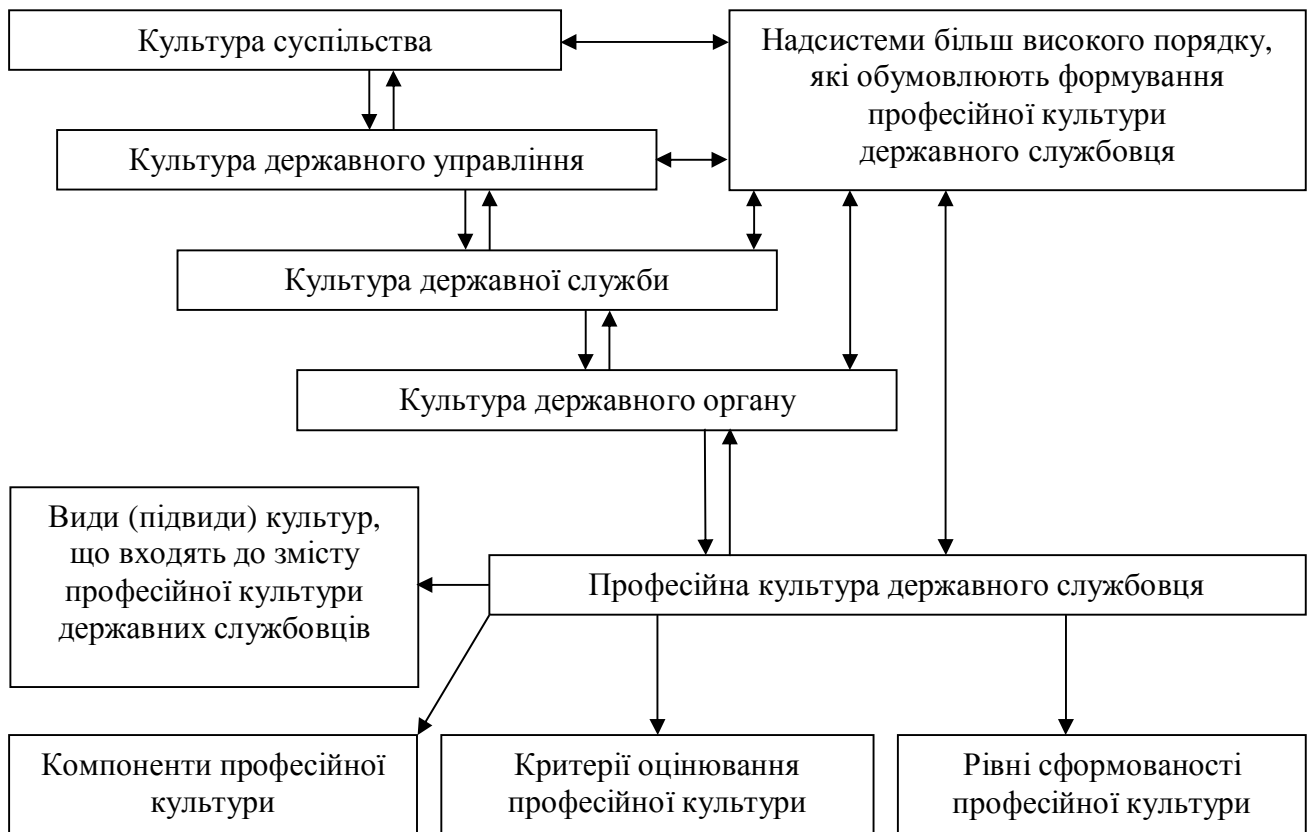 Культура суспільства
Надсистеми більш високого порядку,
які обумовлюють формування
професійної культури
державного службовця
Культура державного управління
Культура державної служби
Культура державного органу
Види (підвиди) культур,
що входять до змісту
професійної культури
державних службовців
Професійна культура державного службовця
Компоненти професійної
культури
Критерії оцінювання
професійної культури
Рівні сформованості
професійної культури